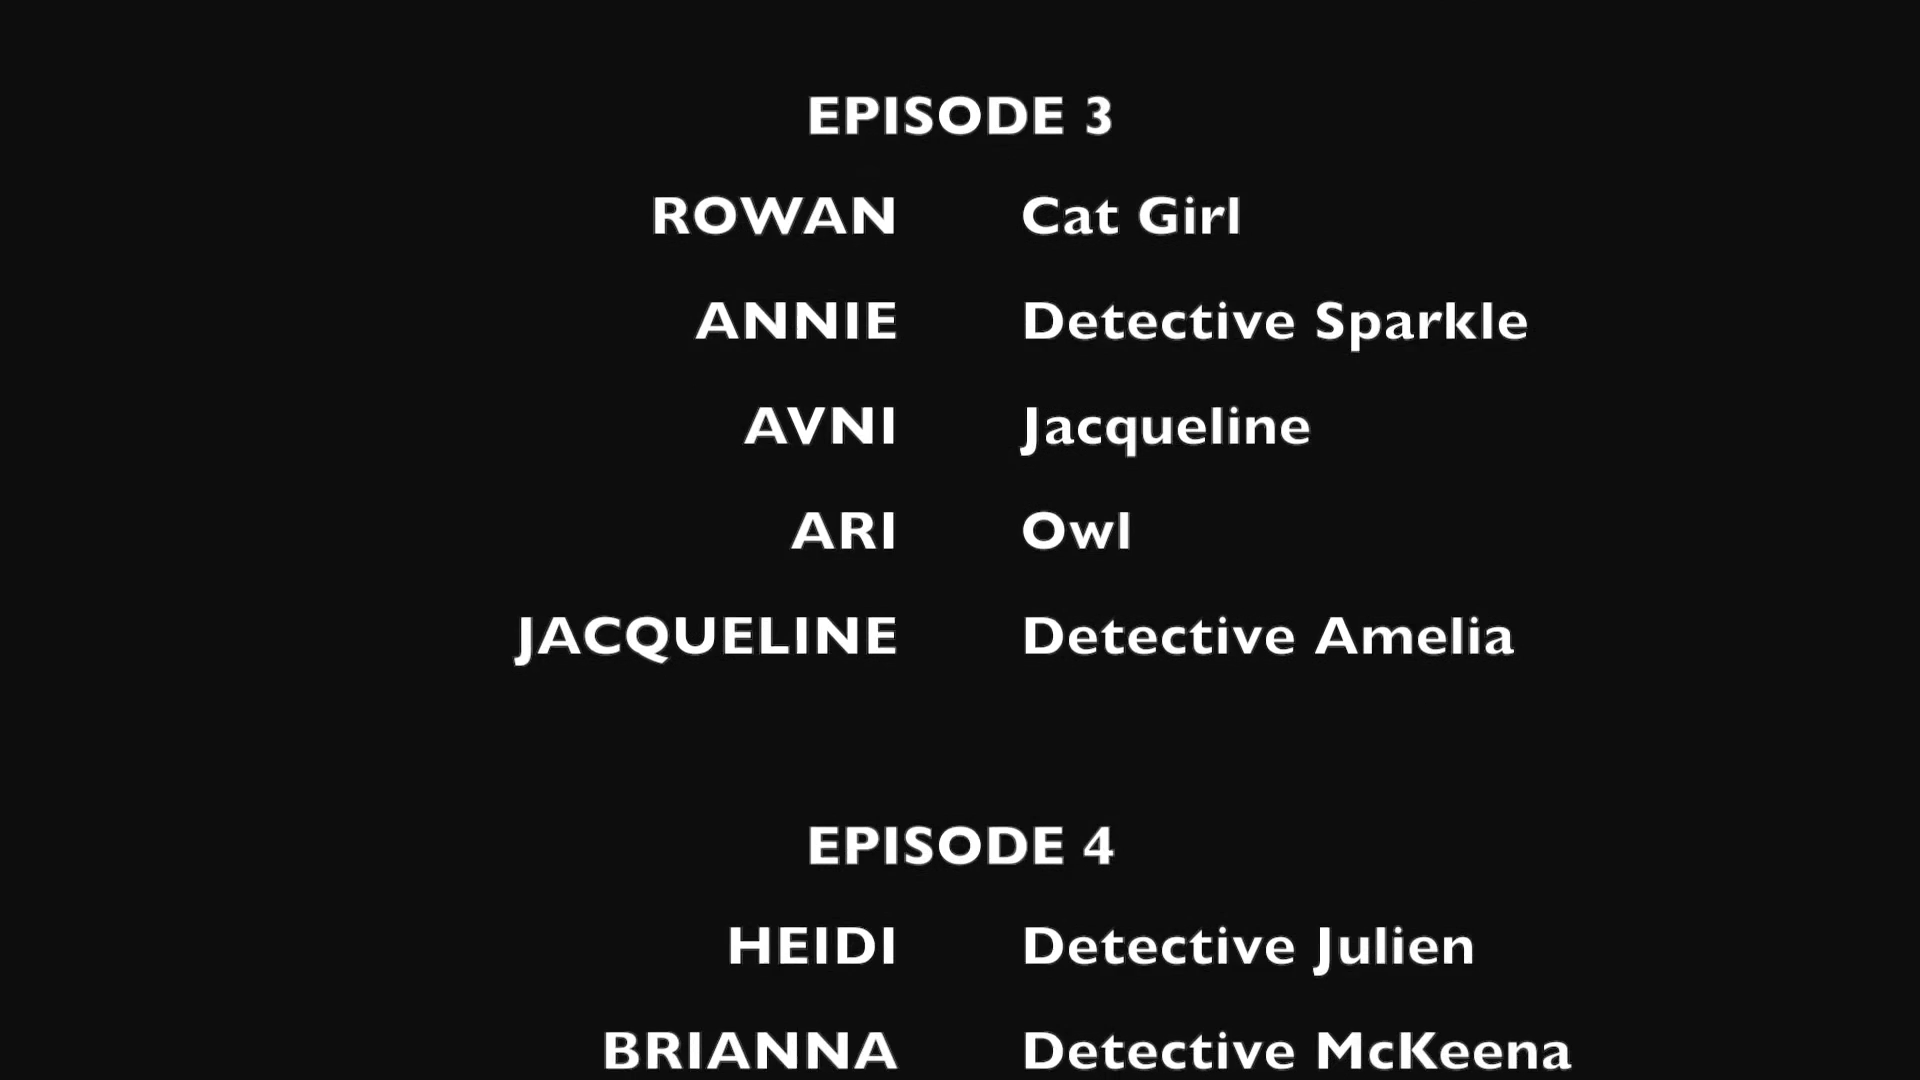 EPISODE 3
ROWAN Cat Girl
ANNIE Detective Sparkle
AVNI Jacqueline
ARI Owl
JACQUELINE Detective Amelia
EPISODE 4
HEIDI Detective Julien
BRIANNA Detective McKeena